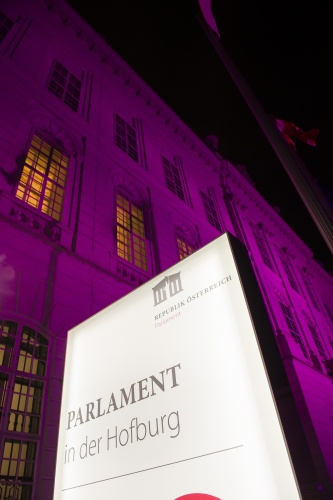 REPUBLIK ÖSTERREICH
Parlament
PARLAMENT
in der Hofburg